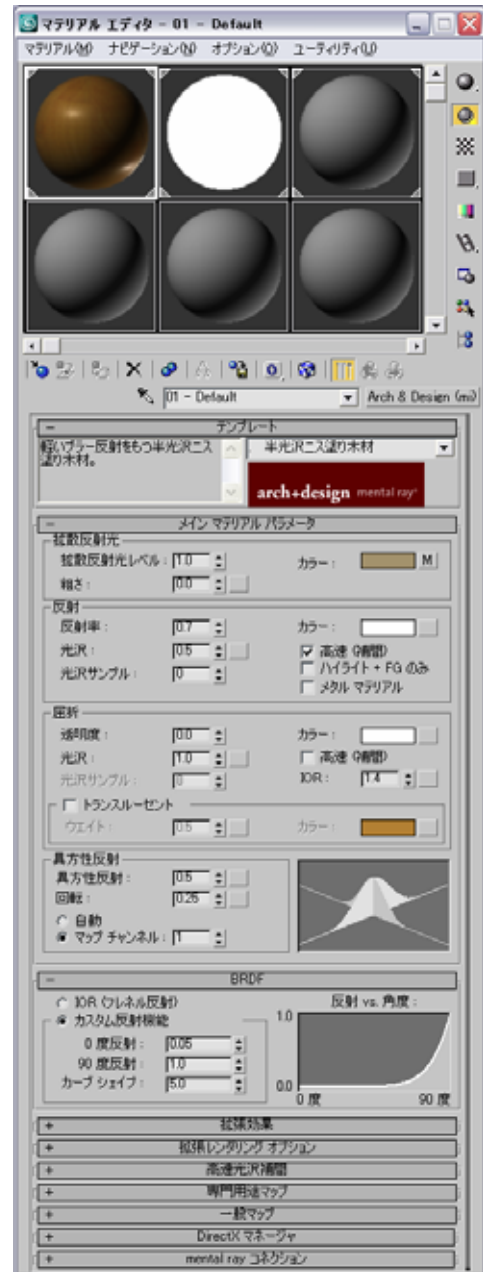 マテリアル エディタ - 01 - Default
マテリアル(M) ナビゲーション(N) オプション(O) ユーティリティ(U)
01 - Default
Arch & Design (mi)
テンプレート
軽いブラー反射をもつ半光沢ニス塗り木材。
半光沢ニス塗り木材
arch+design mental ray
メイン マテリアル パラメータ
拡散反射光
拡散反射光レベル : 1.0 カラー : M
粗さ : 0.0
反射
反射率 : 0.7 カラー :
光沢 : 0.5 高速 (補間)
光沢サンプル : 0 ハイライト + FG のみ
メタル マテリアル
屈折
透明度 : 0.0 カラー :
光沢 : 1.0 高速 (補間)
光沢サンプル : 0 IOR : 1.4
トランスルーセント
ウエイト : 0.5 カラー :
異方性反射
異方性反射 : 0.5
回転 : 0.25
自動
マップ チャンネル : 1
BRDF
IOR (フレネル反射) 反射 vs. 角度 :
カスタム反射機能 1.0
0 度反射 : 0.05
90 度反射 : 1.0
カーブ シェイプ : 5.0 0.0
0 度 90 度
拡張効果
拡張レンダリング オプション
高速光沢補間
専門用途マップ
一般マップ
DirectX マネージャ
mental ray コネクション